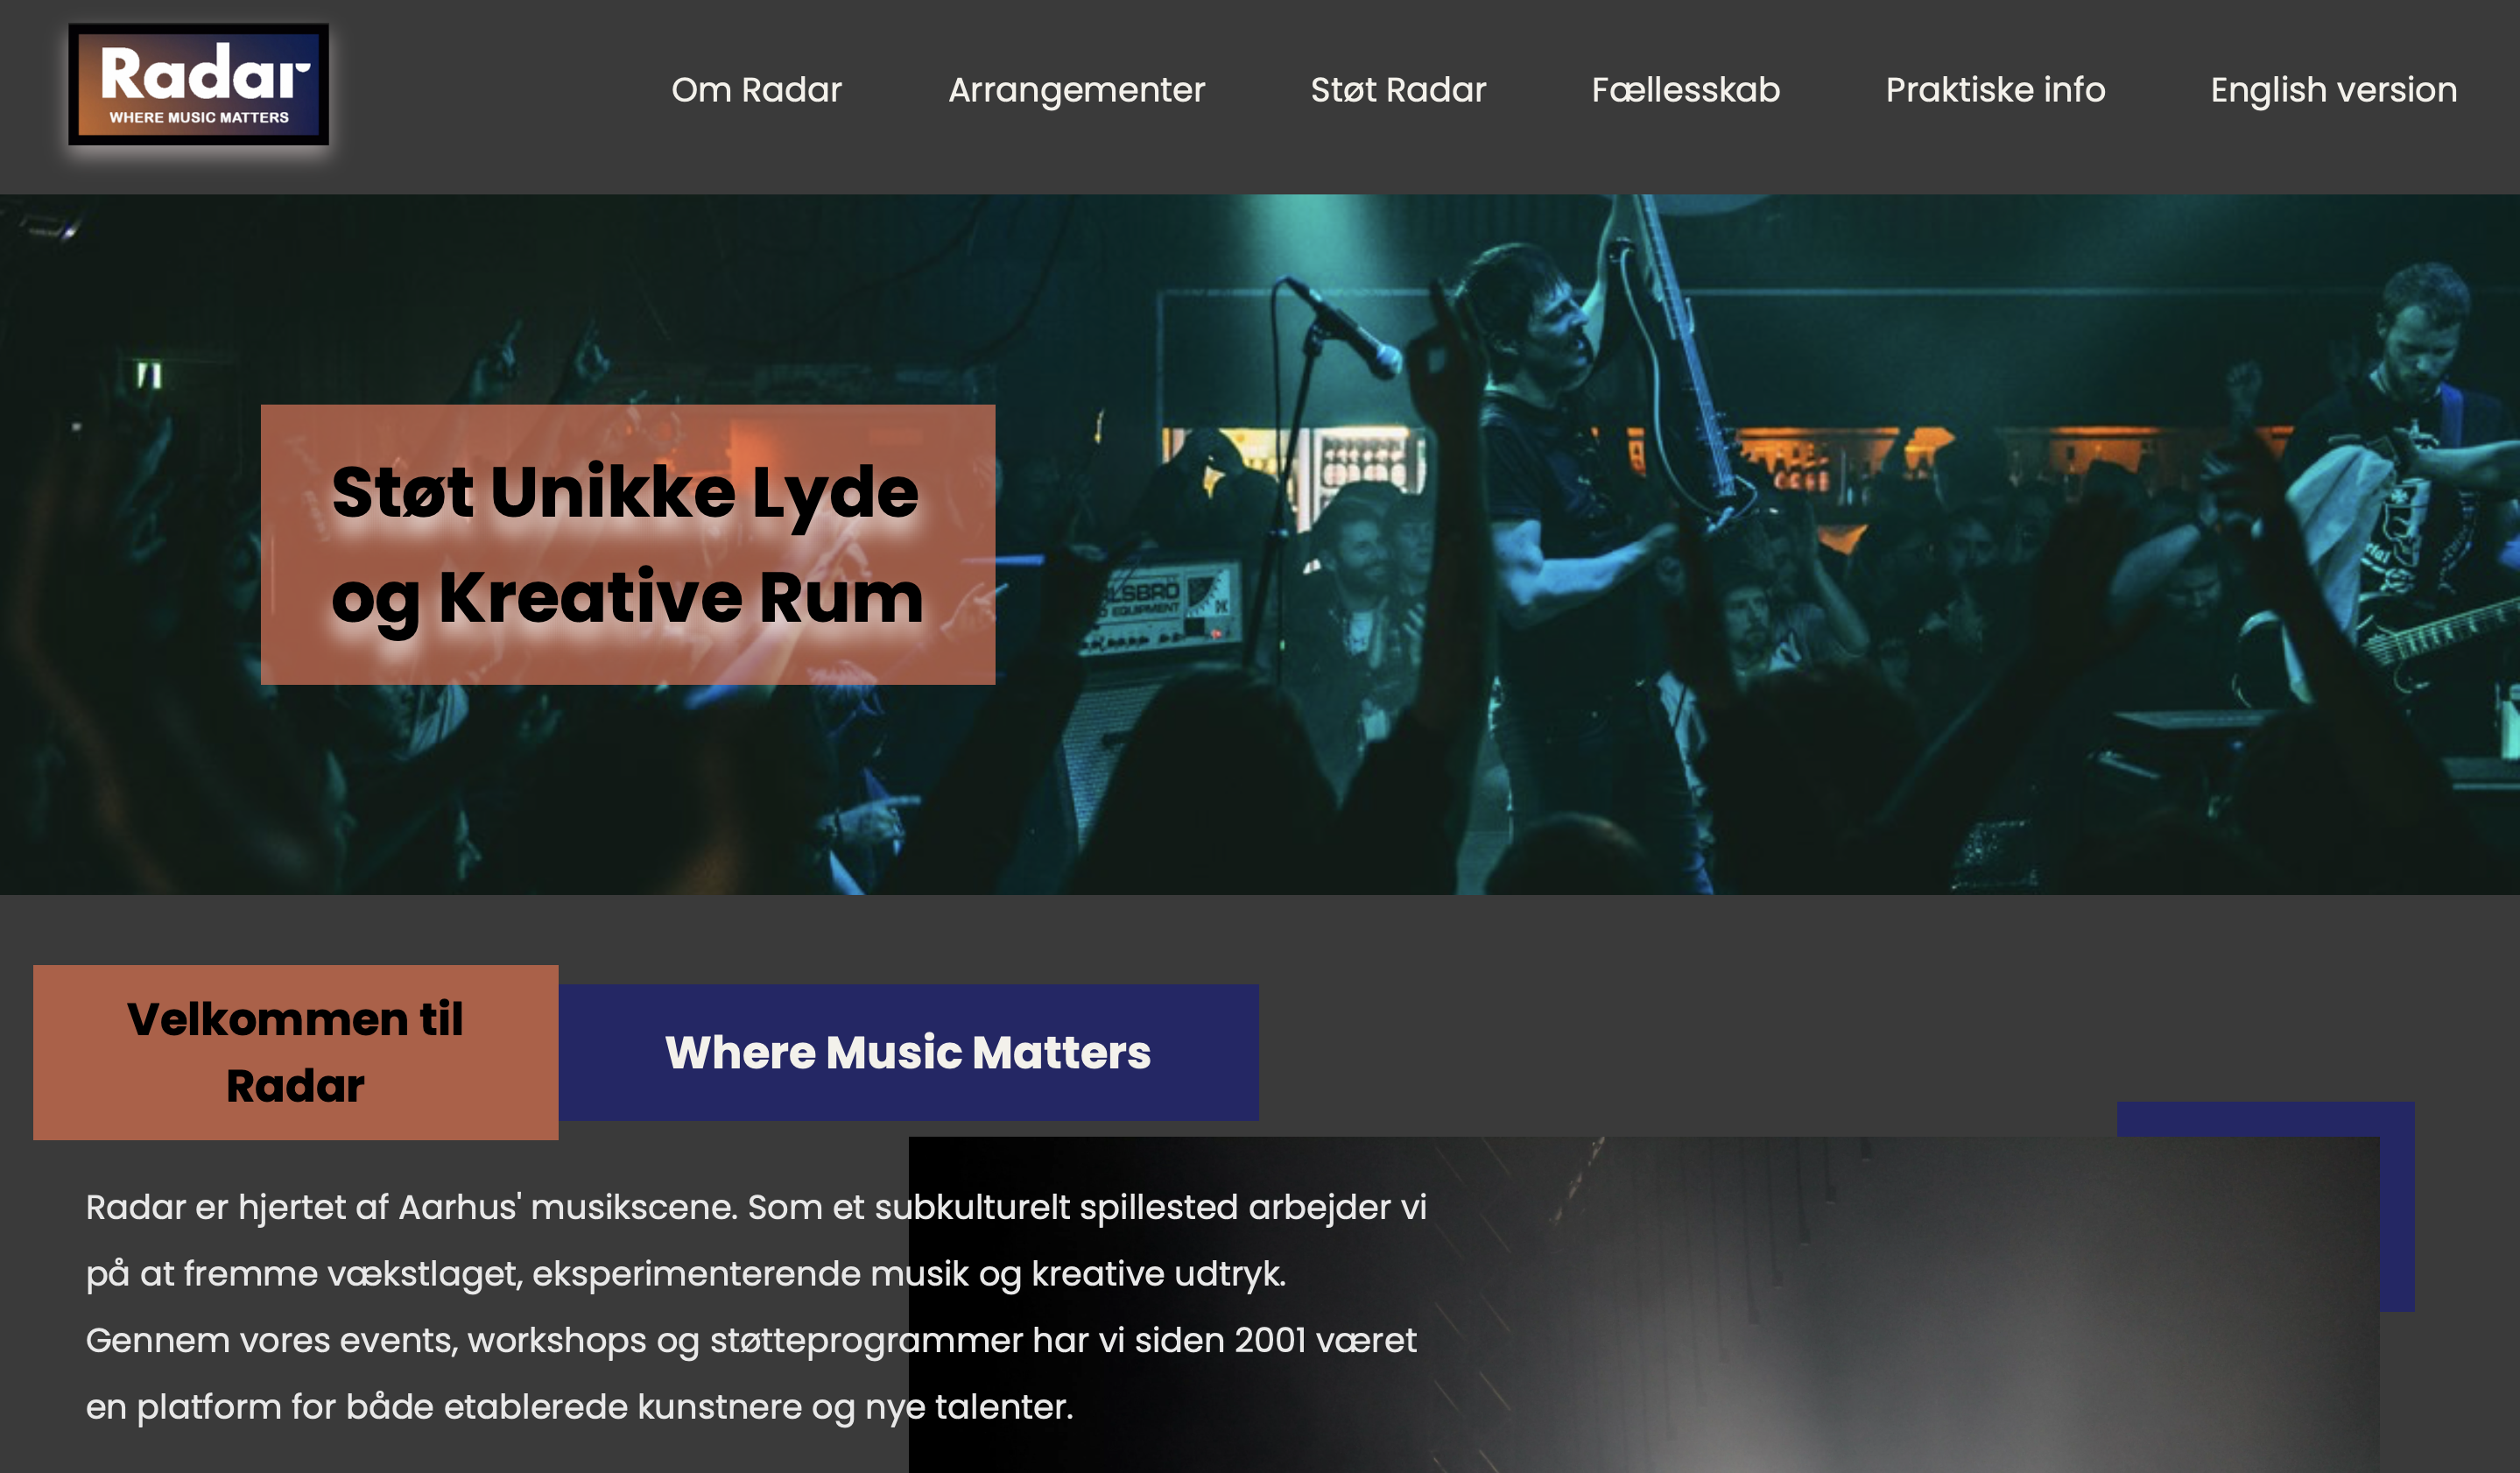 Radar
WHERE MUSIC MATTERS
Om Radar
Arrangementer
Støt Radar
Fællesskab
Praktiske info
English version
Støt Unikke Lyde
og Kreative Rum
Velkommen til
Radar
Where Music Matters
Radar er hjertet af Aarhus' musikscene. Som et subkulturelt spillested arbejder vi
på at fremme vækstlaget, eksperimenterende musik og kreative udtryk.
Gennem vores events, workshops og støtteprogrammer har vi siden 2001 været
en platform for både etablerede kunstnere og nye talenter.